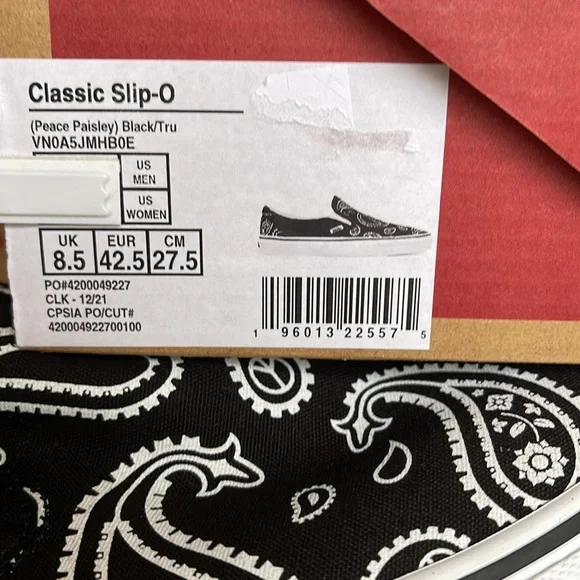 Classic Slip-O
(Peace Paisley) Black/Tru
VN0A5JMHB0E
US
MEN
US
WOMEN
UK EUR CM
8.5 42.5 27.5
PO#4200049227
CLK - 12/21
CPSIA PO/CUT#
420004922700100
1 96013 22557 5